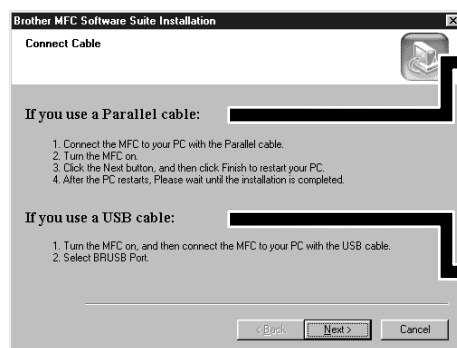 Brother MFC Software Suite Installation
Connect Cable
If you use a Parallel cable:
1. Connect the MFC to your PC with the Parallel cable.
2. Turn the MFC on.
3. Click the Next button, and then click Finish to restart your PC.
4. After the PC restarts, Please wait until the installation is completed.
If you use a USB cable:
1. Turn the MFC on, and then connect the MFC to your PC with the USB cable.
2. Select BRUSB Port.
< Back Next > Cancel